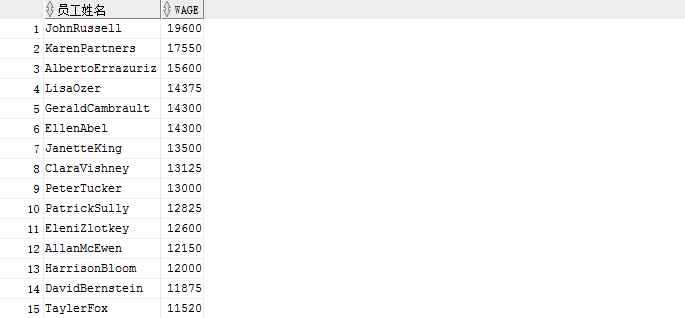 员工姓名 WAGE
1 JohnRussell 19600
2 KarenPartners 17550
3 AlbertoErrazuriz 15600
4 LisaOzer 14375
5 GeraldCambrault 14300
6 EllenAbel 14300
7 JanetteKing 13500
8 ClaraVishney 13125
9 PeterTucker 13000
10 PatrickSully 12825
11 EleniZlotkey 12600
12 AllanMcEwen 12150
13 HarrisonBloom 12000
14 DavidBernstein 11875
15 TaylerFox 11520